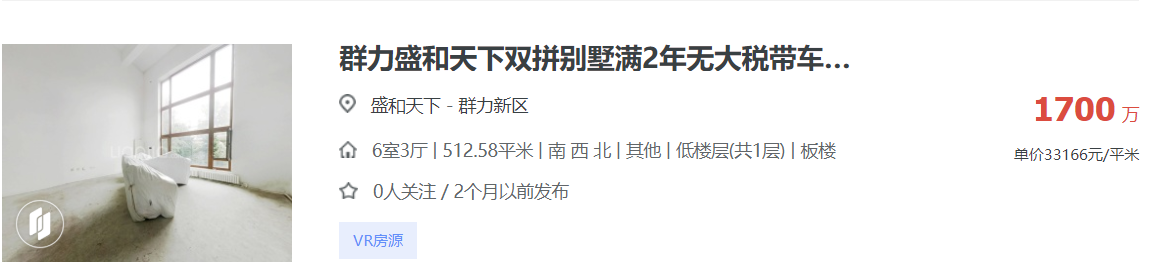 群力盛和天下双拼别墅满2年无大税带车...
盛和天下 - 群力新区
6室3厅 | 512.58平米 | 南 西 北 | 其他 | 低楼层(共1层) | 板楼
0人关注 / 2个月以前发布
VR房源
1700 万
单价33166元/平米